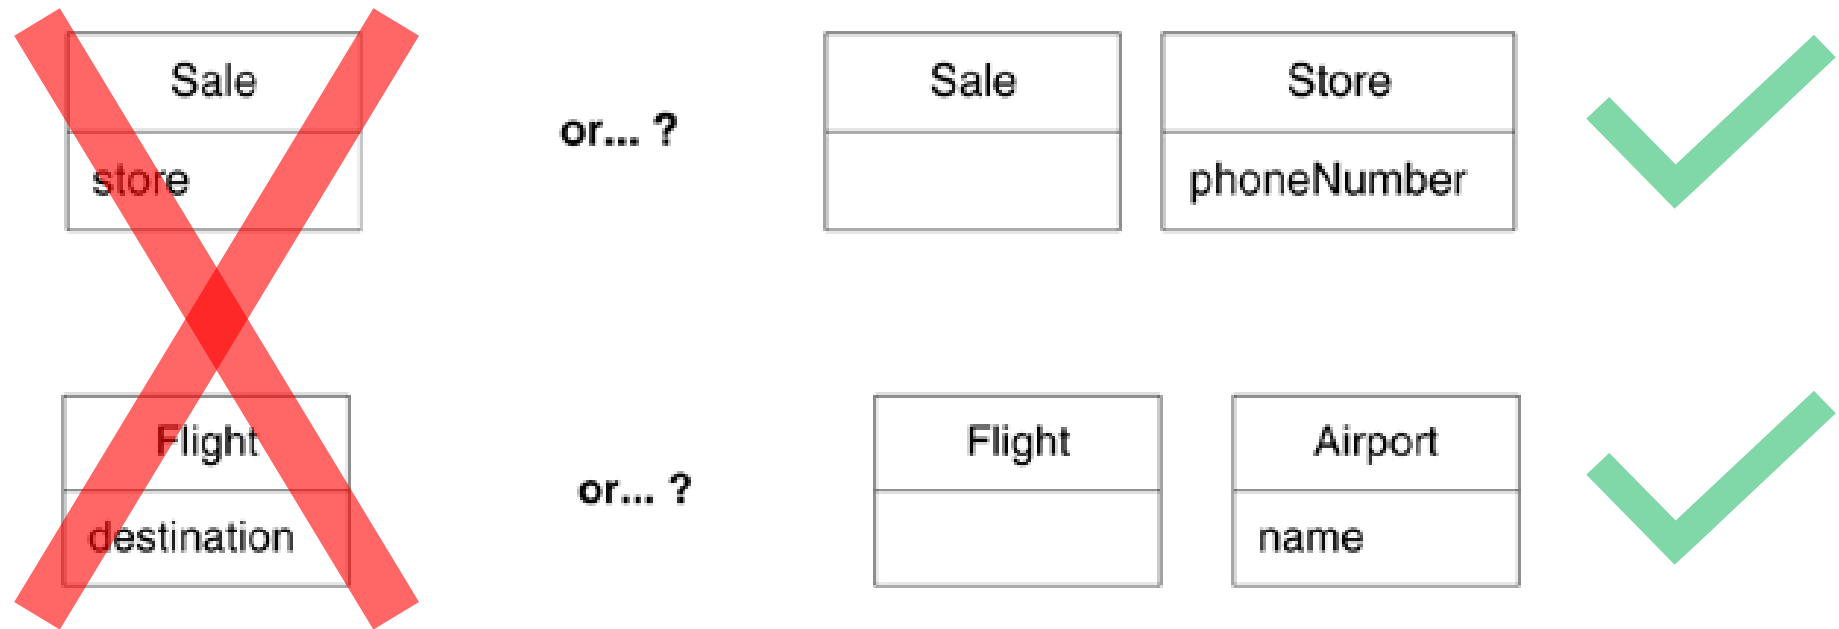 Sale
store
or... ?
Sale
Store
phoneNumber
Flight
destination
or... ?
Flight
Airport
name